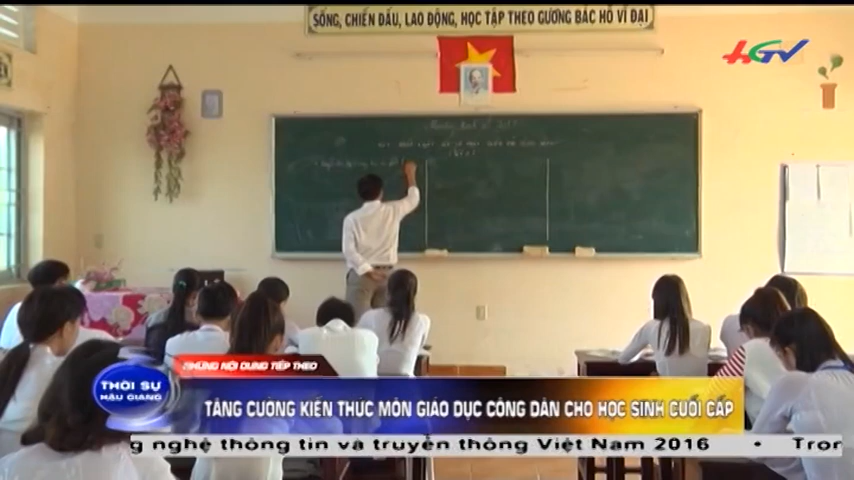 SỐNG, CHIẾN ĐẤU, LAO ĐỘNG, HỌC TẬP THEO GƯƠNG BÁC HỒ VĨ ĐẠI
HGTV
NHỮNG NỘI DUNG TIẾP THEO
THỜI SỰ
HẬU GIANG
TĂNG CƯỜNG KIẾN THỨC MÔN GIÁO DỤC CÔNG DÂN CHO HỌC SINH CUỐI CẤP
g nghệ thông tin và truyền thông Việt Nam 2016 • Tron